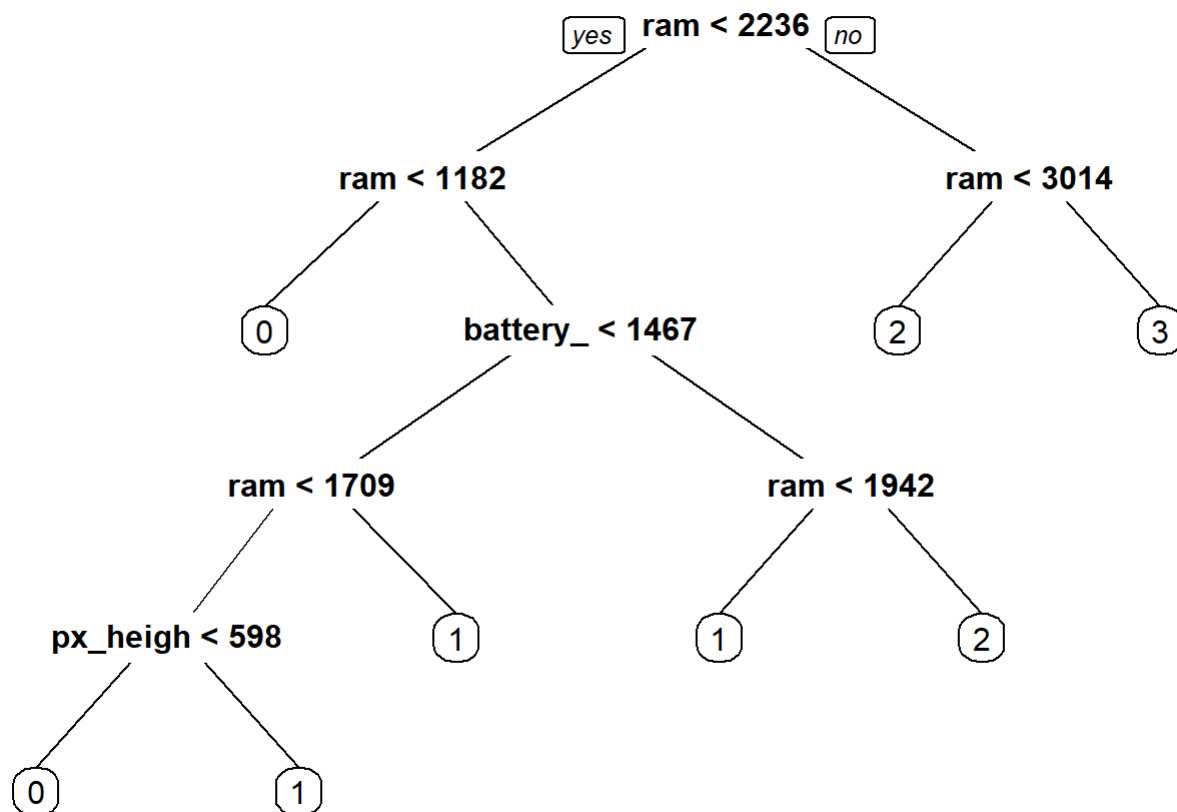 yes ram < 2236 no
ram < 1182 ram < 3014
0 battery_ < 1467 2 3
ram < 1709 ram < 1942
px_heigh < 598 1 1 2
0 1